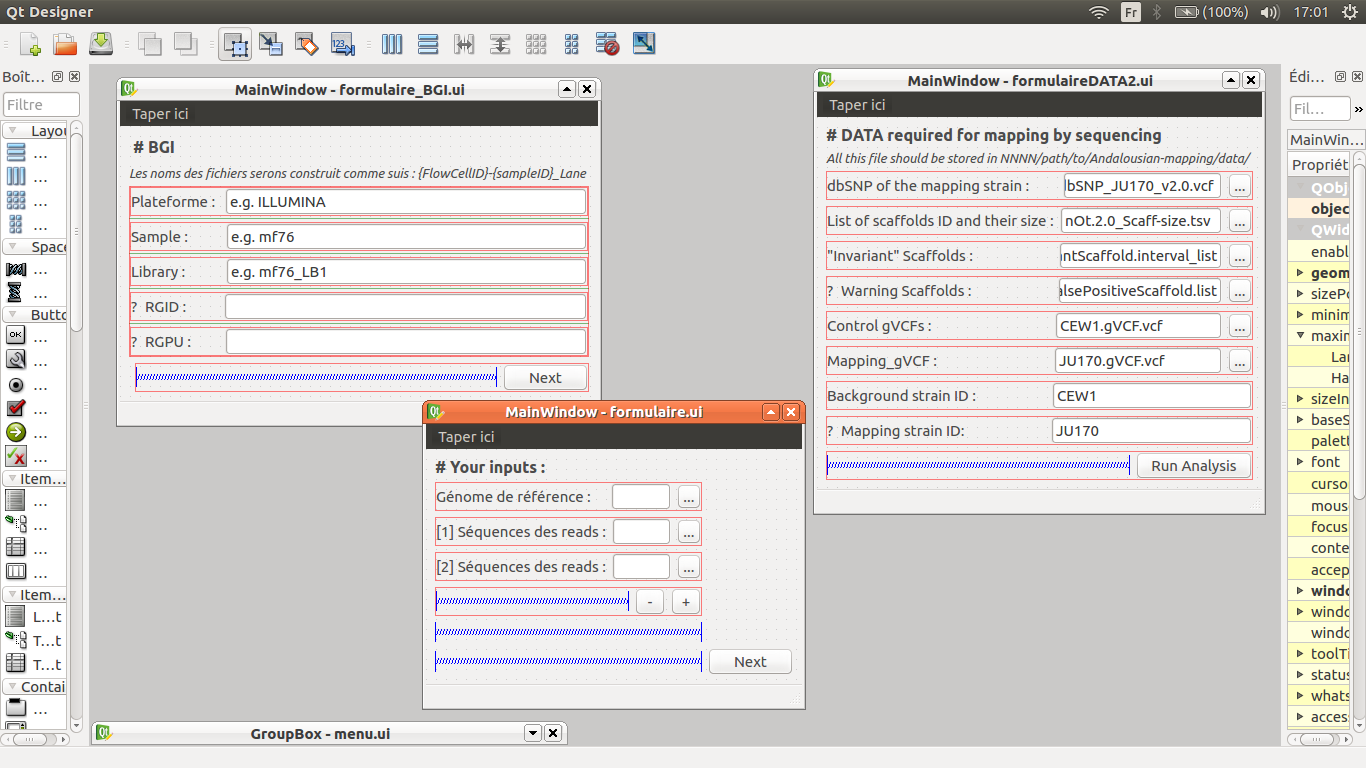 Qt Designer
Fr
(100%)
17:01
Boît...
Filtre
Layou
...
...
...
...
Space
...
...
Butto
...
...
...
...
...
...
Item...
...
...
...
...
Item...
L...t
T...t
T...t
Contai
...
MainWindow - formulaire_BGI.ui
Taper ici
# BGI
Les noms des fichiers serons construit comme suis : {FlowCellID}-{sampleID}_Lane
Plateforme :
e.g. ILLUMINA
Sample :
e.g. mf76
Library :
e.g. mf76_LB1
? RGID :
? RGPU :
Next
MainWindow - formulaire.ui
Taper ici
# Your inputs :
Génome de référence :
...
[1] Séquences des reads :
...
[2] Séquences des reads :
...
-
+
Next
GroupBox - menu.ui
MainWindow - formulaireDATA2.ui
Taper ici
# DATA required for mapping by sequencing
All this file should be stored in NNNN/path/to/Andalousian-mapping/data/
dbSNP of the mapping strain :
lbSNP_JU170_v2.0.vcf
...
List of scaffolds ID and their size :
nOt.2.0_Scaff-size.tsv
...
"Invariant" Scaffolds :
ıntScaffold.interval_list
...
? Warning Scaffolds :
alsePositiveScaffold.list
...
Control gVCFs :
CEW1.gVCF.vcf
...
Mapping_gVCF :
JU170.gVCF.vcf
...
Background strain ID :
CEW1
? Mapping strain ID:
JU170
Run Analysis
Édi...
Fil...
»
MainWin...
Propriét
QObj
objec
QWid
enabl
geom
sizePo
minim
maxim
Lar
Ha
sizeIn
baseS
palett
font
curso
mous
focus
conte
accep
windo
windo
windo
toolTi
status
whats
acces